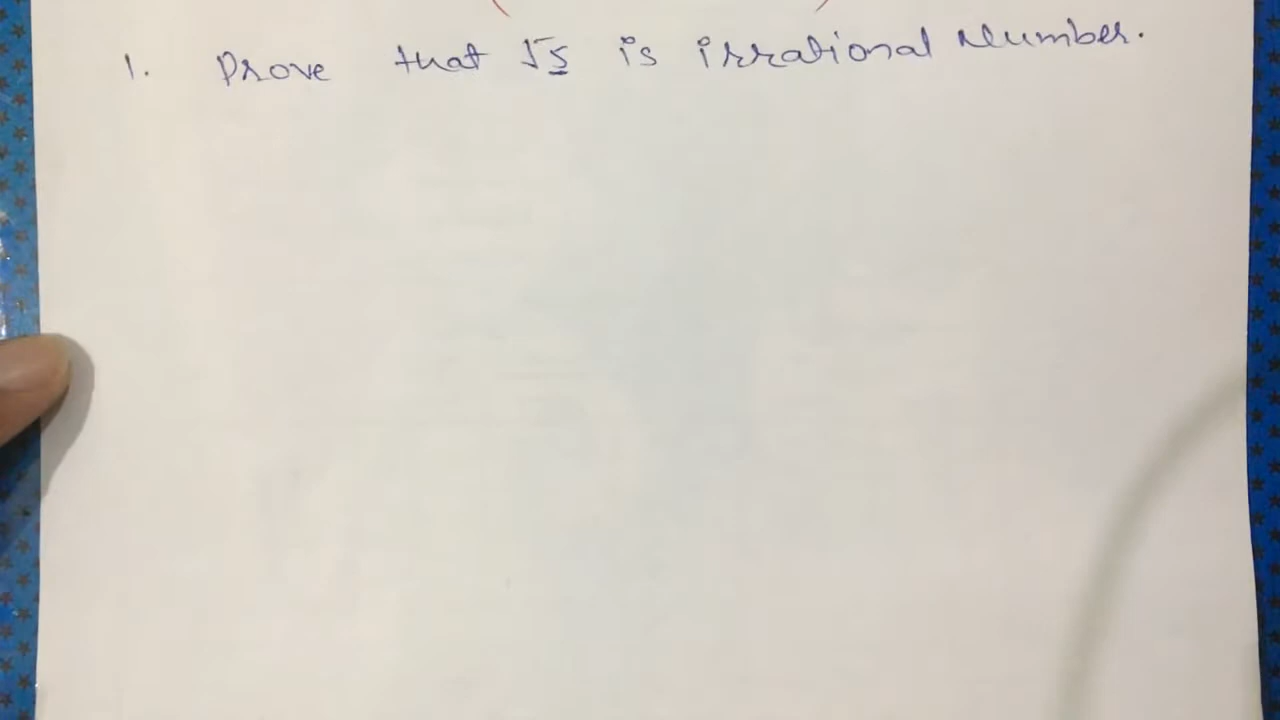 1. Prove that √5 is irrational Number.